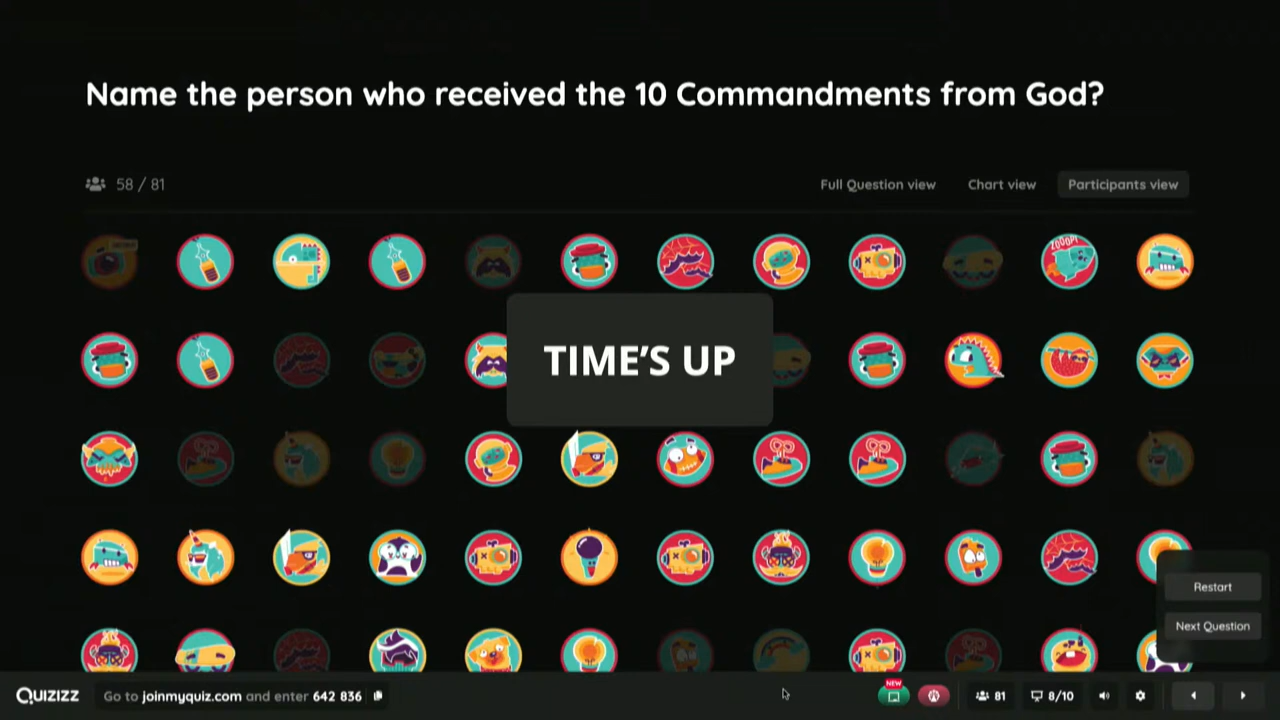 Name the person who received the 10 Commandments from God?
58 / 81
Full Question view
Chart view
Participants view
ZOOOP!
TIME'S UP
Restart
Next Question
QUIZIZZ
Go to joinmyquiz.com and enter 642 836
NEW
81
8/10